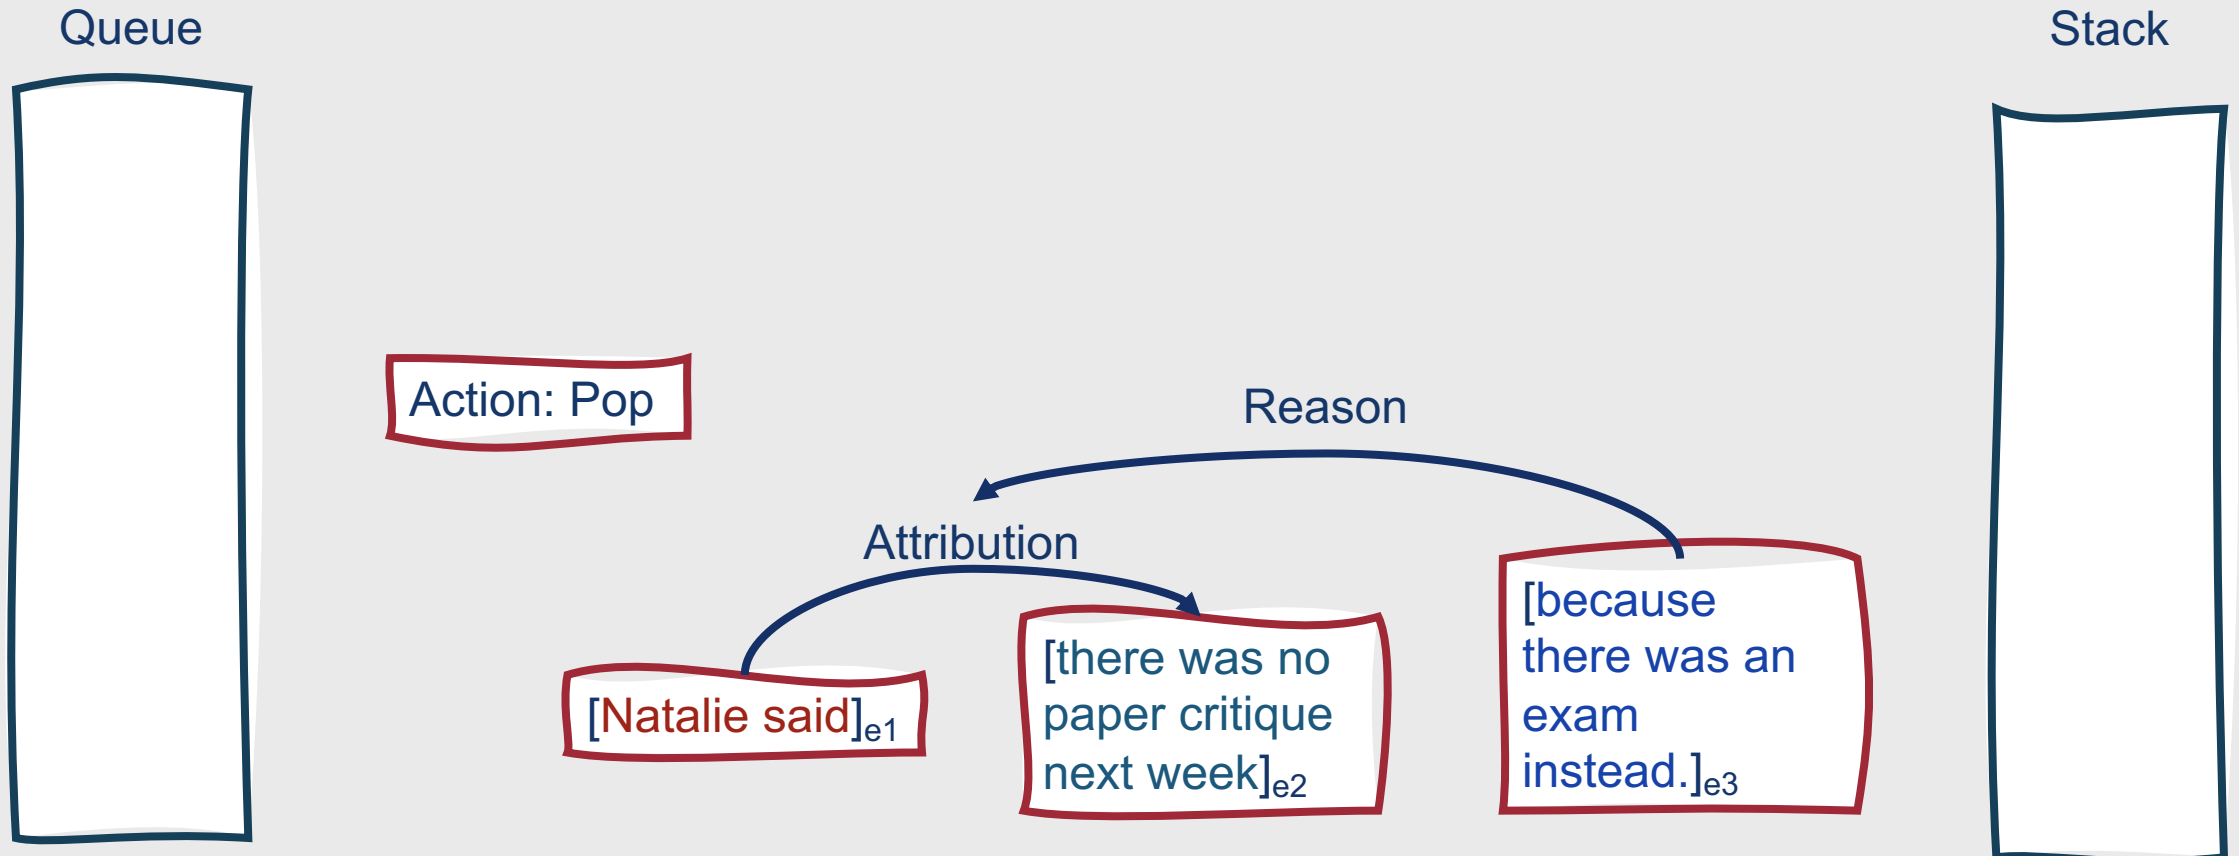 Queue
Stack
Action: Pop
Reason
Attribution
[Natalie said]e1
[there was no
paper critique
next week]e2
[because
there was an
exam
instead.]e3